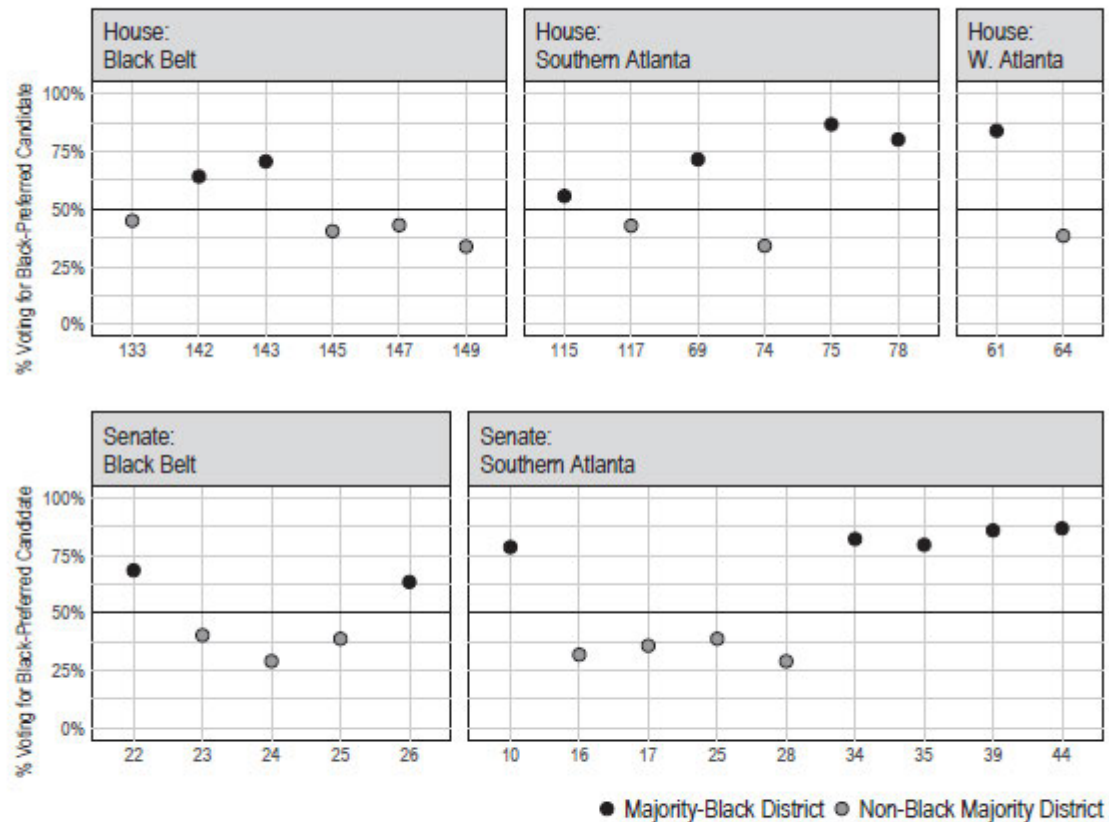 House:
Black Belt
House:
Southern Atlanta
House:
W. Atlanta
% Voting for Black-Preferred Candidate
100%
75%
50%
25%
0%
133 142 143 145 147 149
115 117 69 74 75 78
61 64
Senate:
Black Belt
Senate:
Southern Atlanta
% Voting for Black-Preferred Candidate
100%
75%
50%
25%
0%
22 23 24 25 26
10 16 17 25 28 34 35 39 44
Majority-Black District Non-Black Majority District